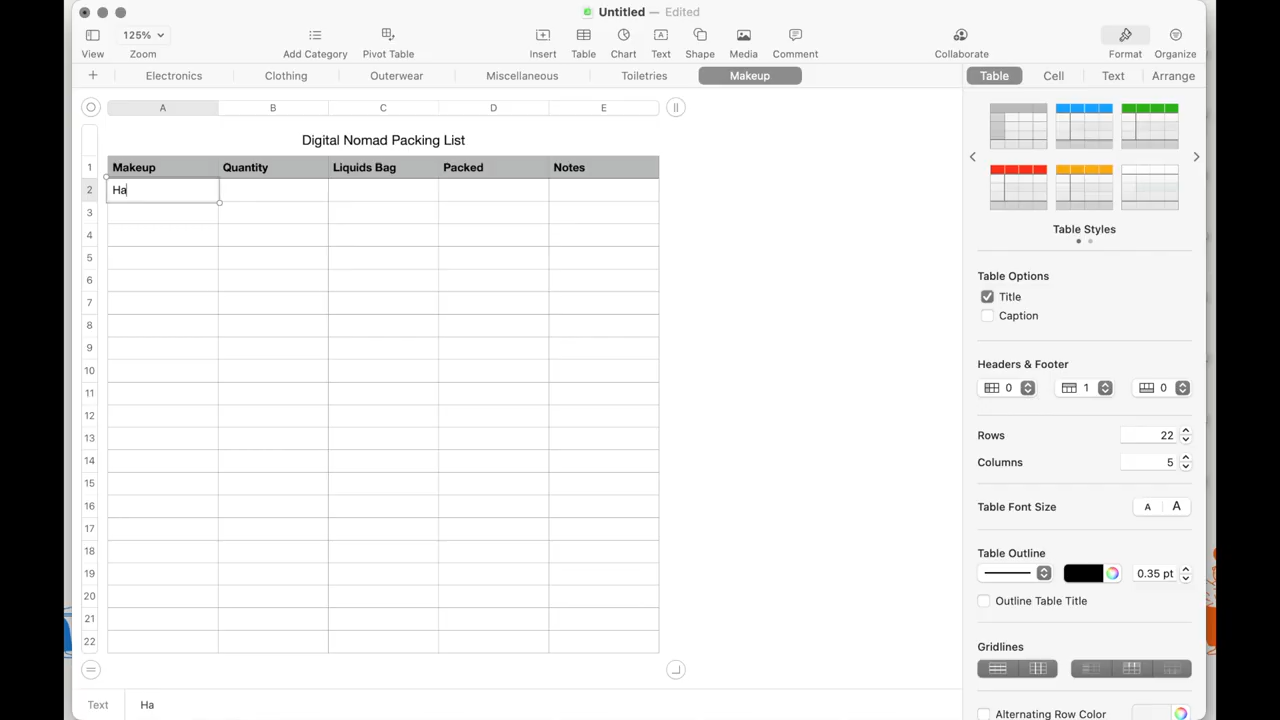 Untitled — Edited
125%
View Zoom Add Category Pivot Table Insert Table Chart Text Shape Media Comment Collaborate Format Organize
+ Electronics Clothing Outerwear Miscellaneous Toiletries Makeup
Table Cell Text Arrange
A B C D E
Digital Nomad Packing List
1 Makeup Quantity Liquids Bag Packed Notes
2 Ha
3
4
5
6
7
8
9
10
11
12
13
14
15
16
17
18
19
20
21
22
Text Ha
Table Styles
Table Options
Title
Caption
Headers & Footer
0 1 0
Rows 22
Columns 5
Table Font Size A A
Table Outline
0.35 pt
Outline Table Title
Gridlines
Alternating Row Color